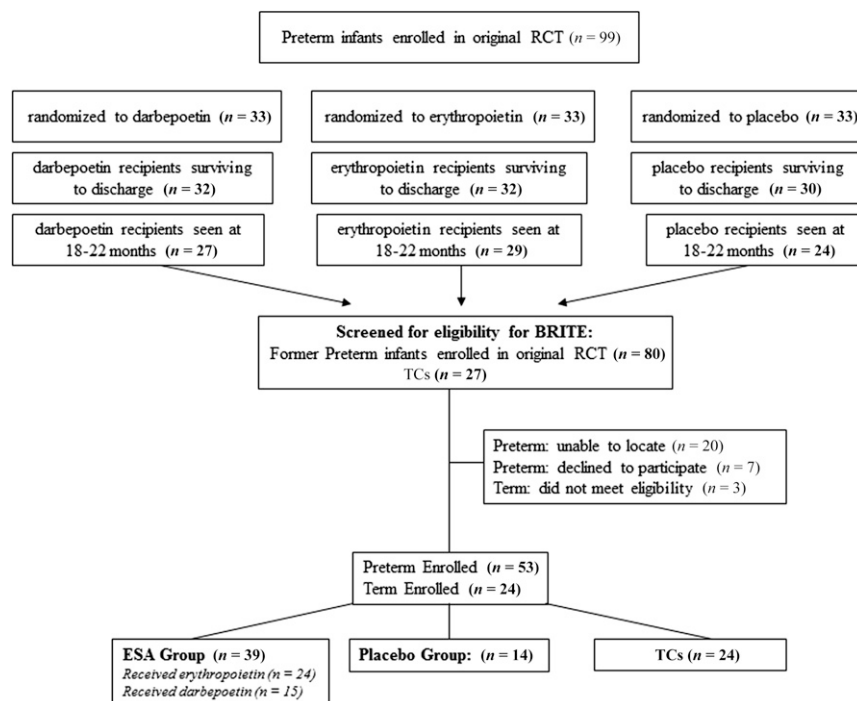 Preterm infants enrolled in original RCT (n = 99)
randomized to darbepoetin (n = 33)
randomized to erythropoietin (n = 33)
randomized to placebo (n = 33)
darbepoetin recipients surviving
to discharge (n = 32)
erythropoietin recipients surviving
to discharge (n = 32)
placebo recipients surviving
to discharge (n = 30)
darbepoetin recipients seen at
18-22 months (n = 27)
erythropoietin recipients seen at
18-22 months (n = 29)
placebo recipients seen at
18-22 months (n = 24)
Screened for eligibility for BRITE:
Former Preterm infants enrolled in original RCT (n = 80)
TCs (n = 27)
Preterm: unable to locate (n = 20)
Preterm: declined to participate (n = 7)
Term: did not meet eligibility (n = 3)
Preterm Enrolled (n = 53)
Term Enrolled (n = 24)
ESA Group (n = 39)
Received erythropoietin (n = 24)
Received darbepoetin (n = 15)
Placebo Group: (n = 14)
TCs (n = 24)